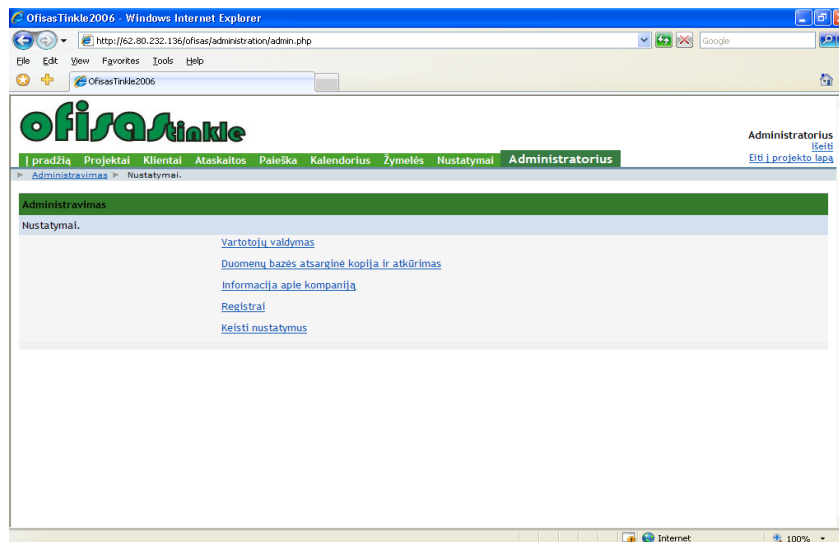 OfisasTinkle2006 - Windows Internet Explorer
http://62.80.232.136/ofisas/administration/admin.php
Google
File Edit View Favorites Tools Help
OfisasTinkle2006
ofisastinkle
Administratorius
Išeiti
Eiti į projekto lapą
Į pradžią Projektai Klientai Ataskaitos Paieška Kalendorius Žymelės Nustatymai Administratorius
Administravimas Nustatymai.
Administravimas
Nustatymai.
Vartotojų valdymas
Duomenų bazės atsarginė kopija ir atkūrimas
Informacija apie kompaniją
Registrai
Keisti nustatymus
Internet 100%